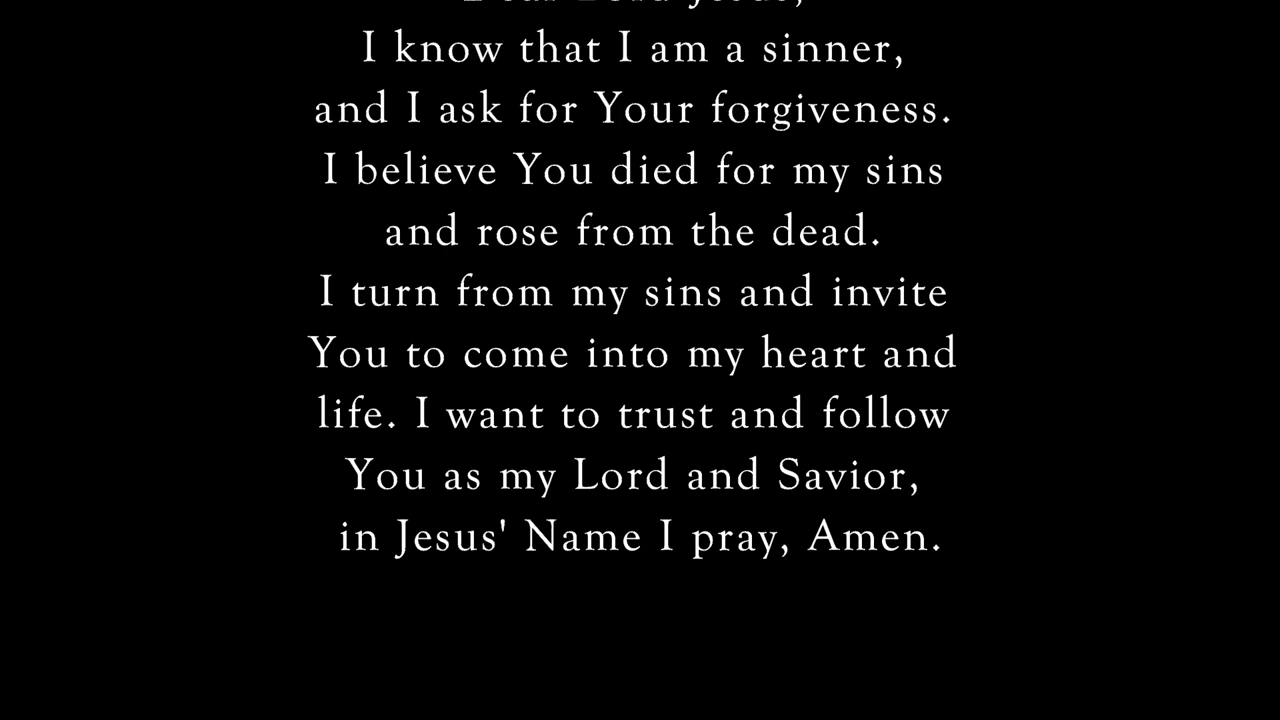 I know that I am a sinner,
and I ask for Your forgiveness.
I believe You died for my sins
and rose from the dead.
I turn from my sins and invite
You to come into my heart and
life. I want to trust and follow
You as my Lord and Savior,
in Jesus' Name I pray, Amen.